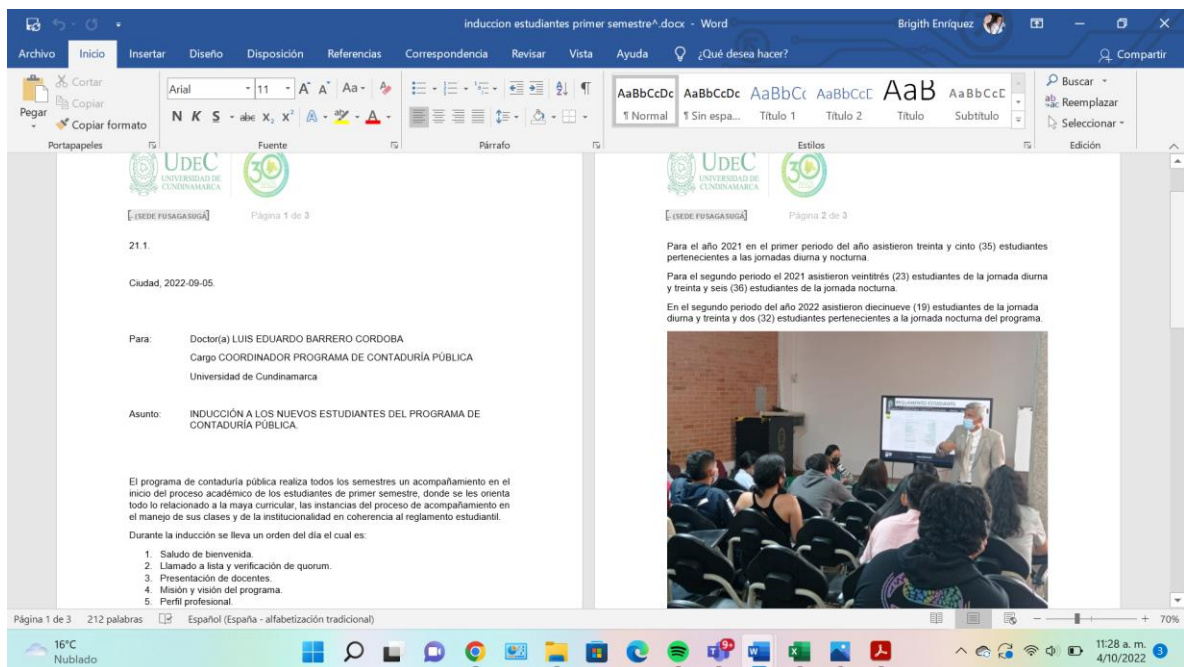 induccion estudiantes primer semestre^.docx - Word
Brigith Enríquez
Archivo Inicio Insertar Diseño Disposición Referencias Correspondencia Revisar Vista Ayuda ¿Qué desea hacer? Compartir
Pegar
Cortar
Copiar
Copiar formato
Portapapeles
Arial 11 Aa
N K S abc X₂ X² A A
Fuente
Párrafo
AaBbCcDc AaBbCcDc AaBbCc AaBbCcE AaB AaBbCcE
¶ Normal ¶ Sin espa... Título 1 Título 2 Título Subtítulo
Estilos
Buscar
Reemplazar
Seleccionar
Edición
UDEC
UNIVERSIDAD DE
CUNDINAMARCA
30
[- (SEDE FUSAGASUGÁ] Página 1 de 3
21.1.
Ciudad, 2022-09-05.
Para: Doctor(a) LUIS EDUARDO BARRERO CORDOBA
Cargo COORDINADOR PROGRAMA DE CONTADURÍA PÚBLICA
Universidad de Cundinamarca
Asunto: INDUCCIÓN A LOS NUEVOS ESTUDIANTES DEL PROGRAMA DE
CONTADURÍA PÚBLICA.
El programa de contaduría pública realiza todos los semestres un acompañamiento en el
inicio del proceso académico de los estudiantes de primer semestre, donde se les orienta
todo lo relacionado a la maya curricular, las instancias del proceso de acompañamiento en
el manejo de sus clases y de la institucionalidad en coherencia al reglamento estudiantil.
Durante la inducción se lleva un orden del día el cual es:
1. Saludo de bienvenida.
2. Llamado a lista y verificación de quorum.
3. Presentación de docentes.
4. Misión y visión del programa.
5. Perfil profesional.
UDEC
UNIVERSIDAD DE
CUNDINAMARCA
30
[- (SEDE FUSAGASUGÁ] Página 2 de 3
Para el año 2021 en el primer periodo del año asistieron treinta y cinto (35) estudiantes
pertenecientes a las jornadas diurna y nocturna.
Para el segundo periodo el 2021 asistieron veintitrés (23) estudiantes de la jornada diurna
y treinta y seis (36) estudiantes de la jornada nocturna.
En el segundo periodo del año 2022 asistieron diecinueve (19) estudiantes de la jornada
diurna y treinta y dos (32) estudiantes pertenecientes a la jornada nocturna del programa.
REGLAMENTO ESTUDIANTIL
Página 1 de 3 212 palabras Español (España - alfabetización tradicional) 70%
16°C
Nublado
9+
11:28 a. m.
4/10/2022
3